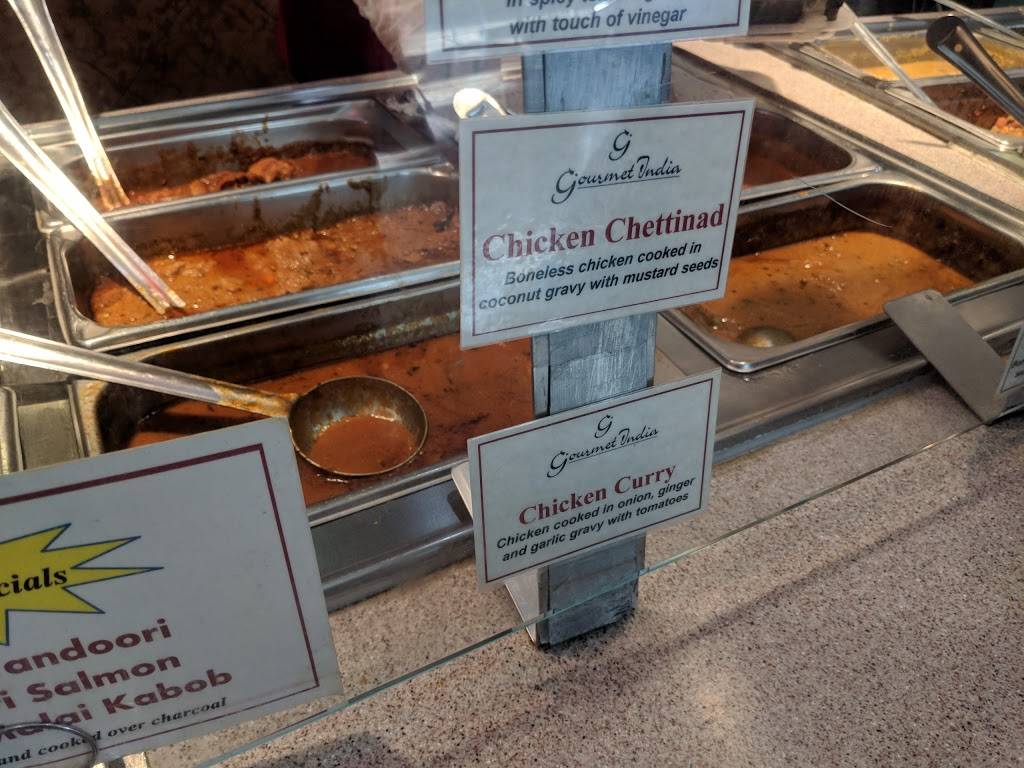 with touch of vinegar
G
Gourmet India
Chicken Chettinad
Boneless chicken cooked in
coconut gravy with mustard seeds
G
Gourmet India
Chicken Curry
Chicken cooked in onion, ginger
and garlic gravy with tomatoes
cials
andoori
i Salmon
Malai Kabob
and cooked over charcoal